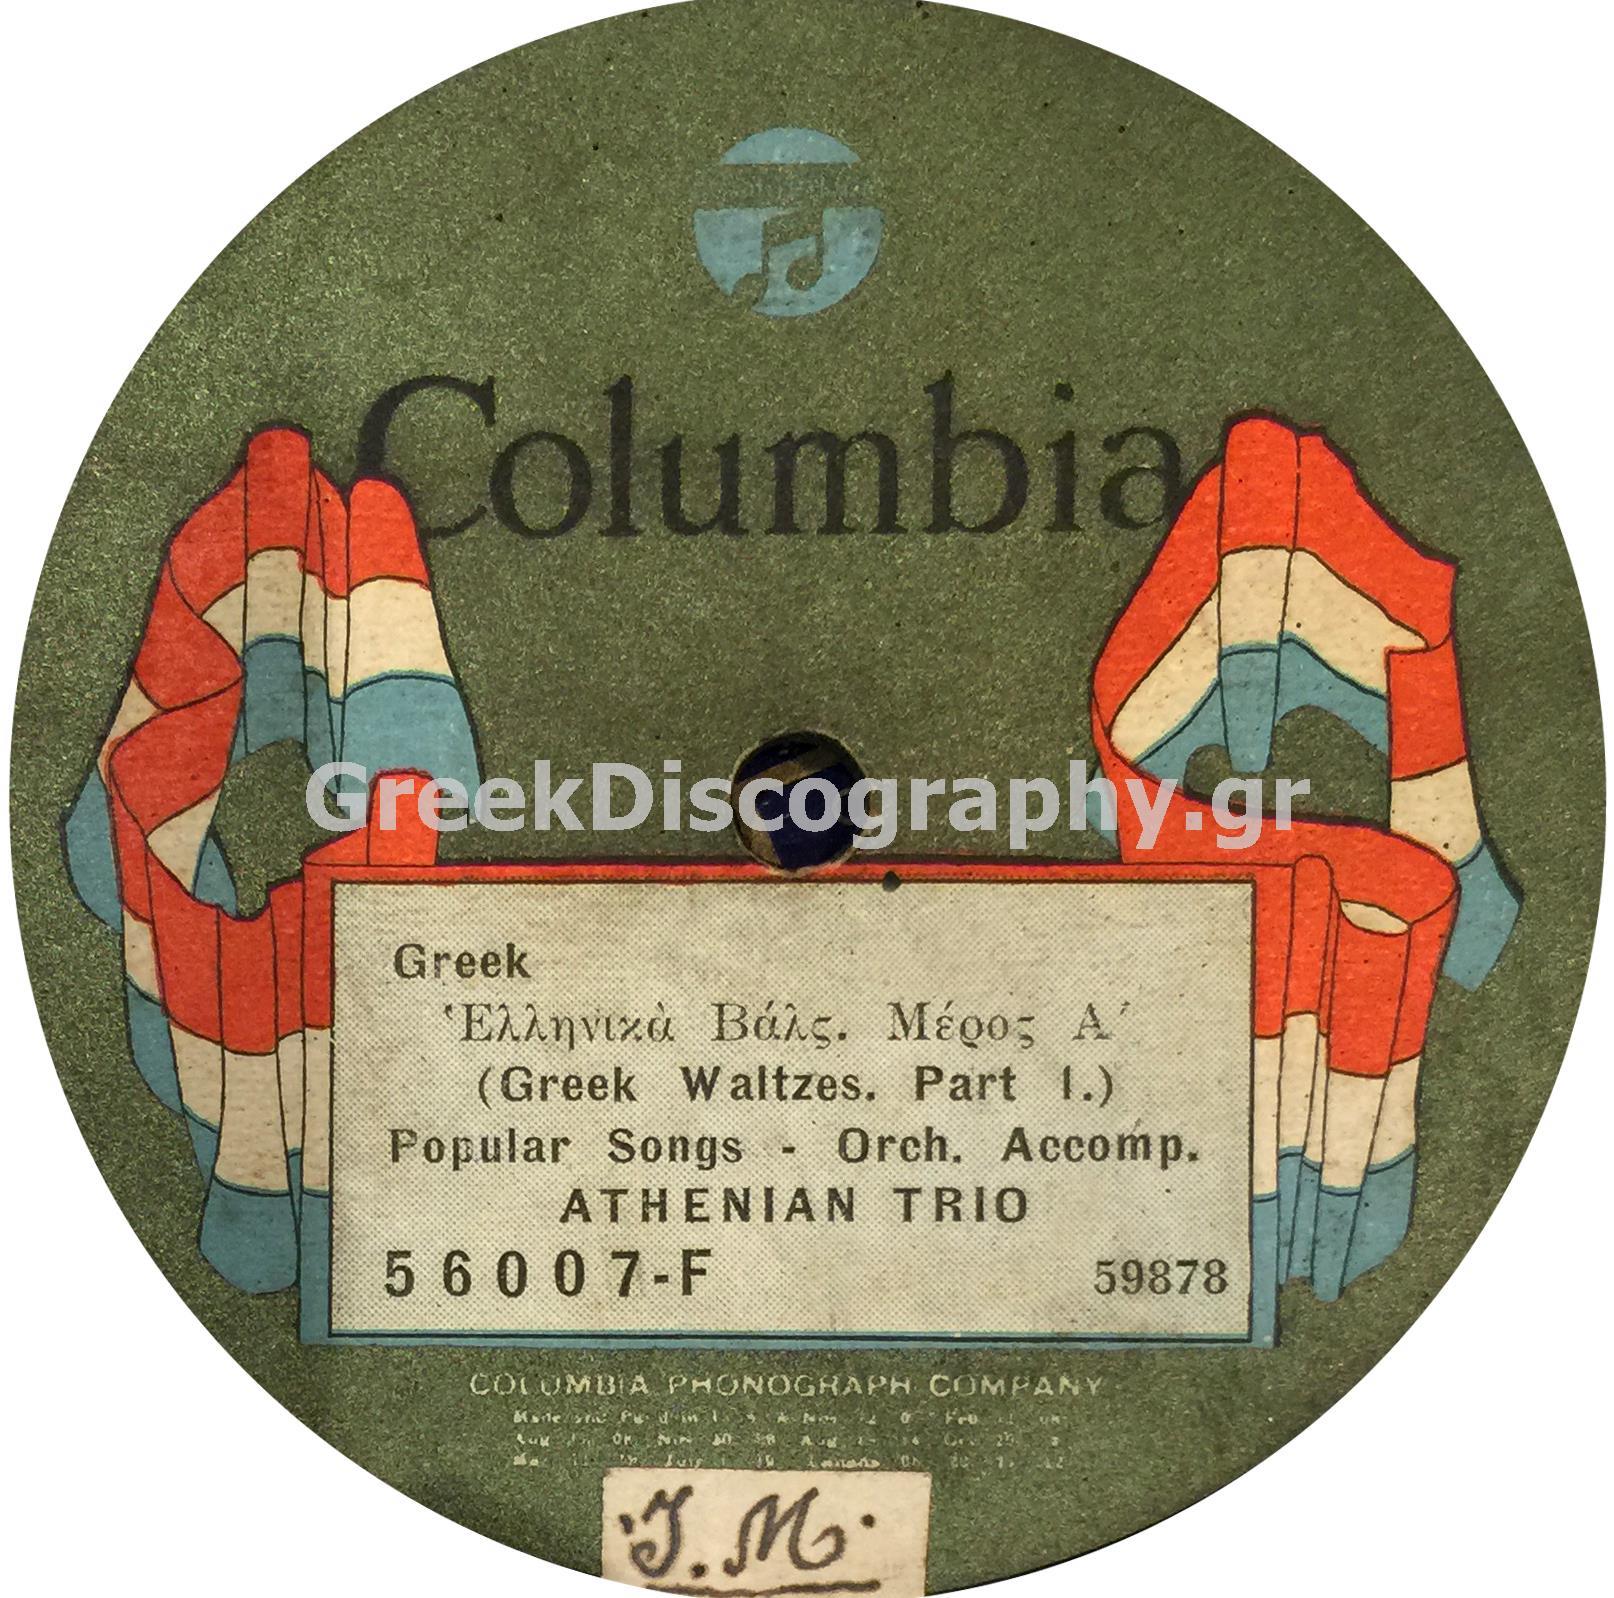 Columbia
GreekDiscography.gr
Greek
Ἑλληνικὰ Βάλς. Μέρος Α΄
(Greek Waltzes. Part I.)
Popular Songs - Orch. Accomp.
ATHENIAN TRIO
56007-F 59878
COLUMBIA PHONOGRAPH COMPANY
J. M.